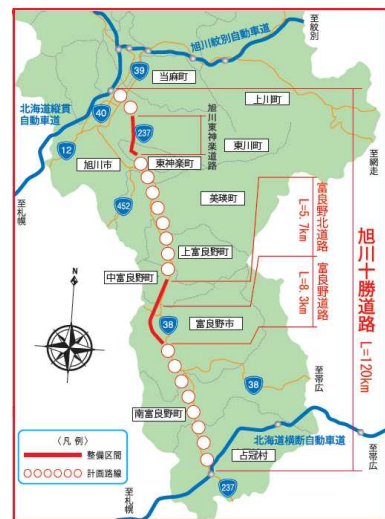 至紋別
旭川紋別自動車道
39
当麻町
北海道縦貫
自動車道
40
上川町
旭川東神楽道路
237
東川町
12
至網走
旭川市
東神楽町
至札幌
452
美瑛町
富良野北道路
L=5.7km
上富良野町
富良野道路
L=8.3km
旭川十勝道路
L=120km
中富良野町
N
38
富良野市
至帯広
38
南富良野町
北海道横断自動車道
〈凡例〉
整備区間
計画路線
占冠村
至帯広
至札幌
237